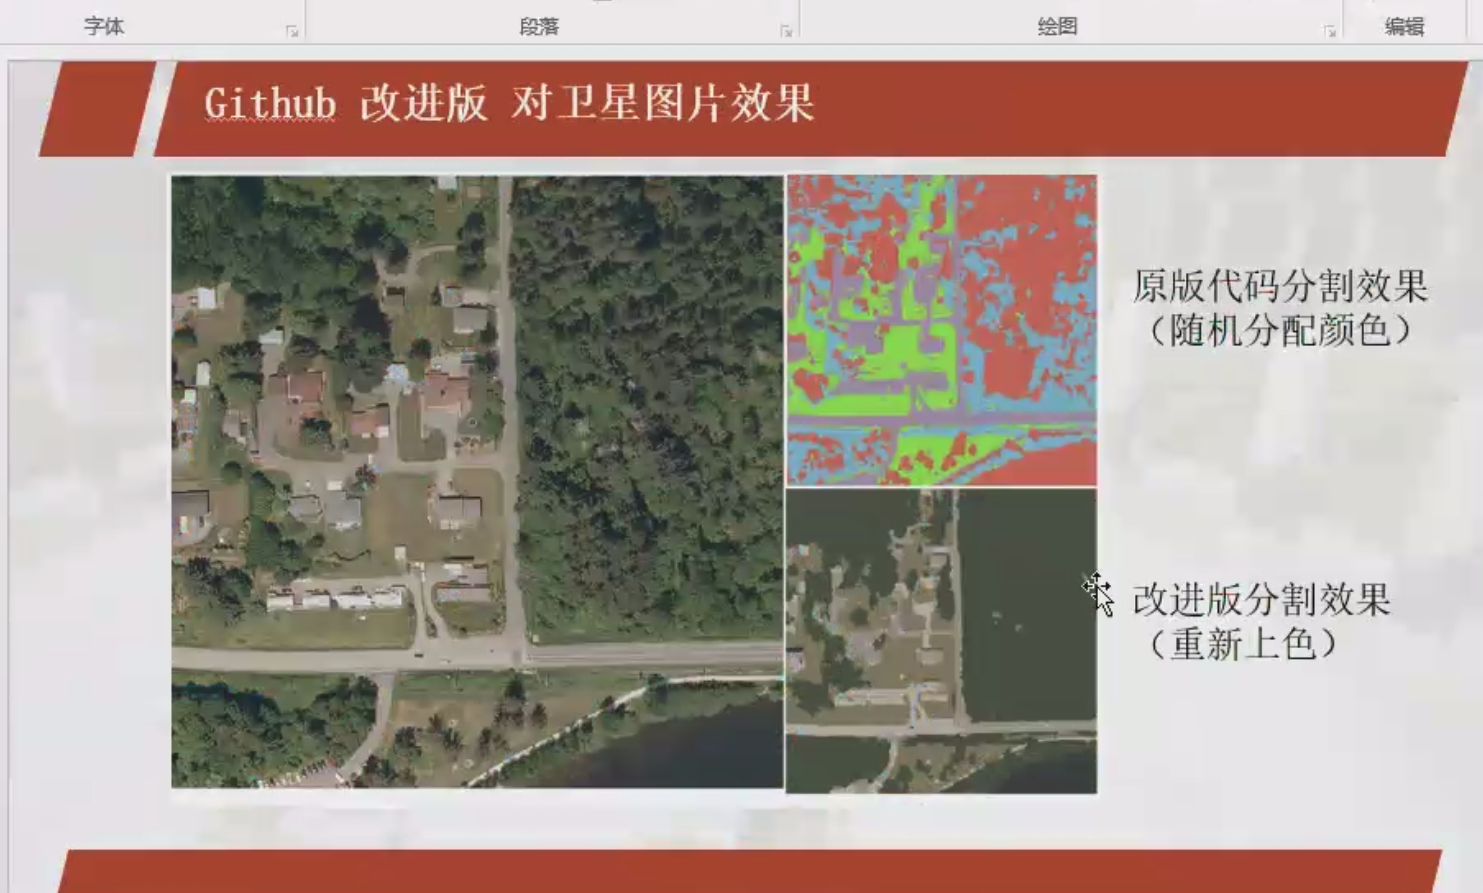 字体 段落 绘图 编辑
Github 改进版 对卫星图片效果
原版代码分割效果
（随机分配颜色）
改进版分割效果
（重新上色）